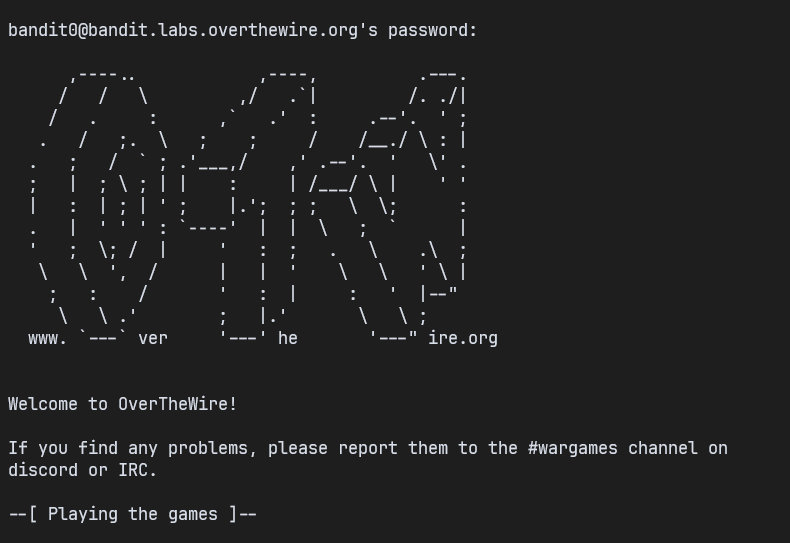 bandit0@bandit.labs.overthewire.org's password:
www. ver he ire.org
Welcome to OverTheWire!
If you find any problems, please report them to the #wargames channel on
discord or IRC.
--[ Playing the games ]--